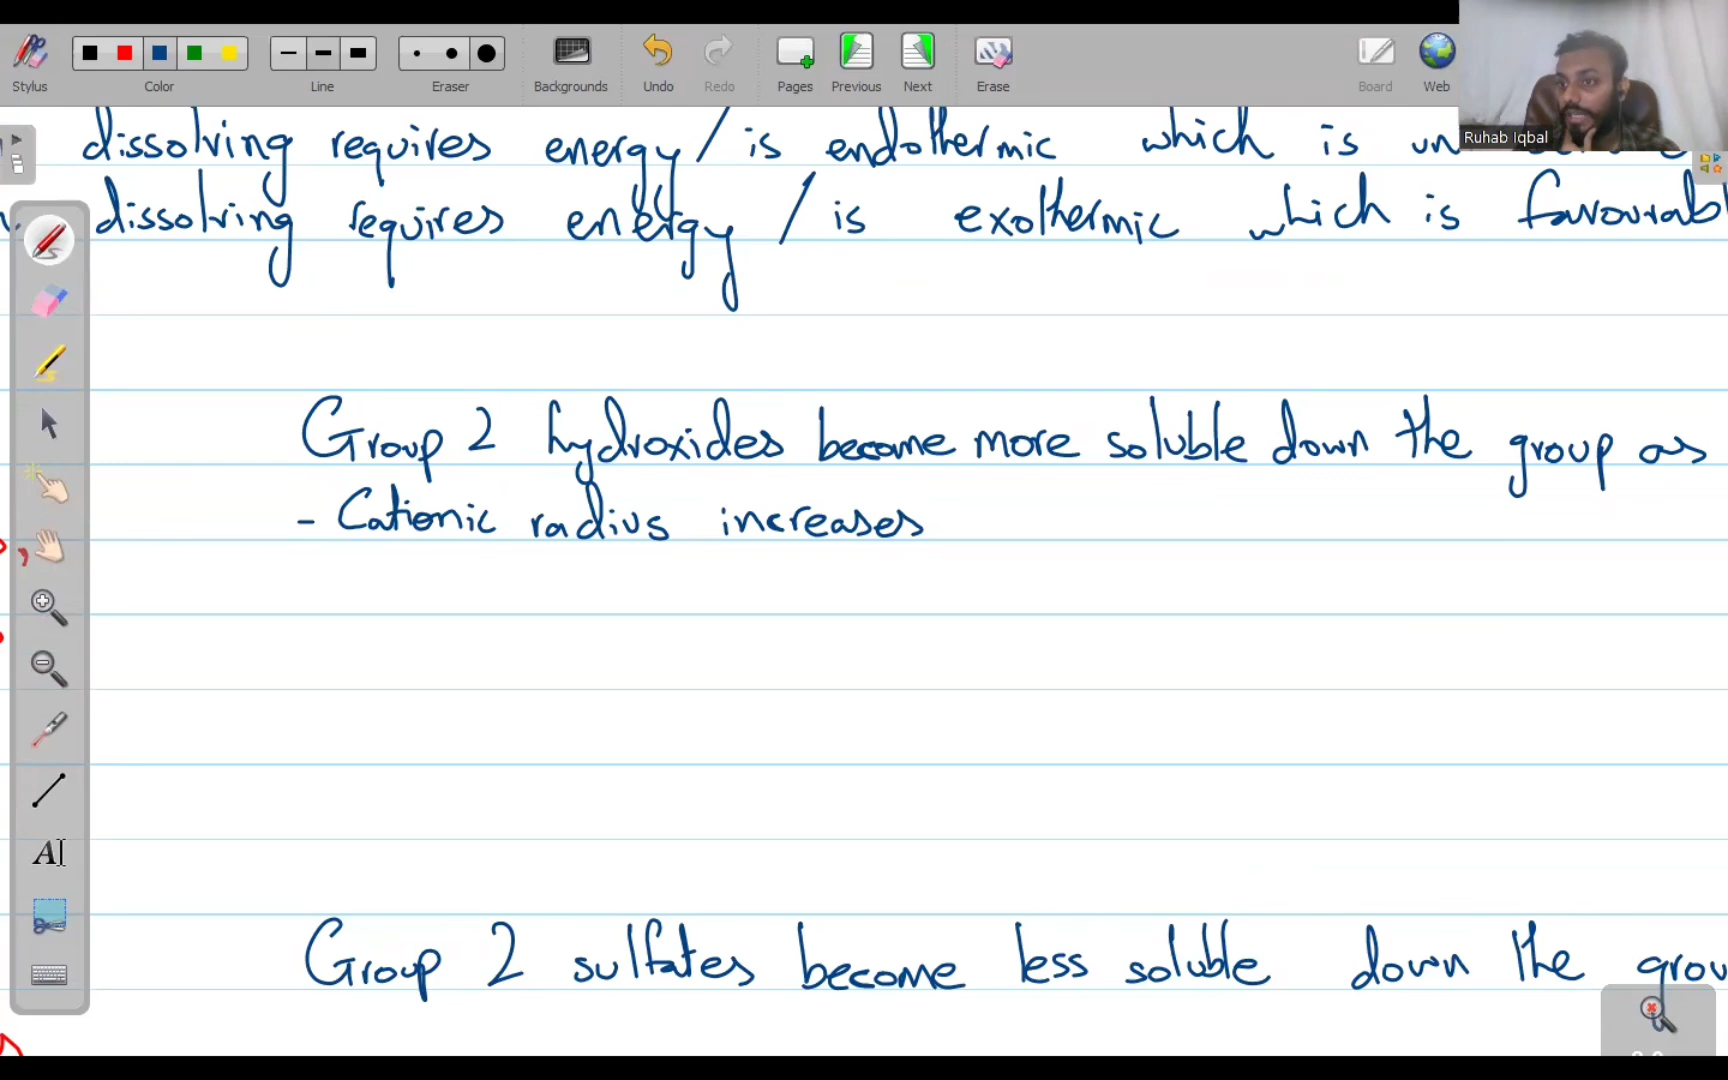 Stylus Color Line Eraser Backgrounds Undo Redo Pages Previous Next Erase Board Web
Ruhab Iqbal
dissolving requires energy / is endothermic which is
dissolving requires energy / is exothermic which is
Group 2 hydroxides become more soluble down the group as
- Cationic radius increases
Group 2 sulfates become less soluble down the